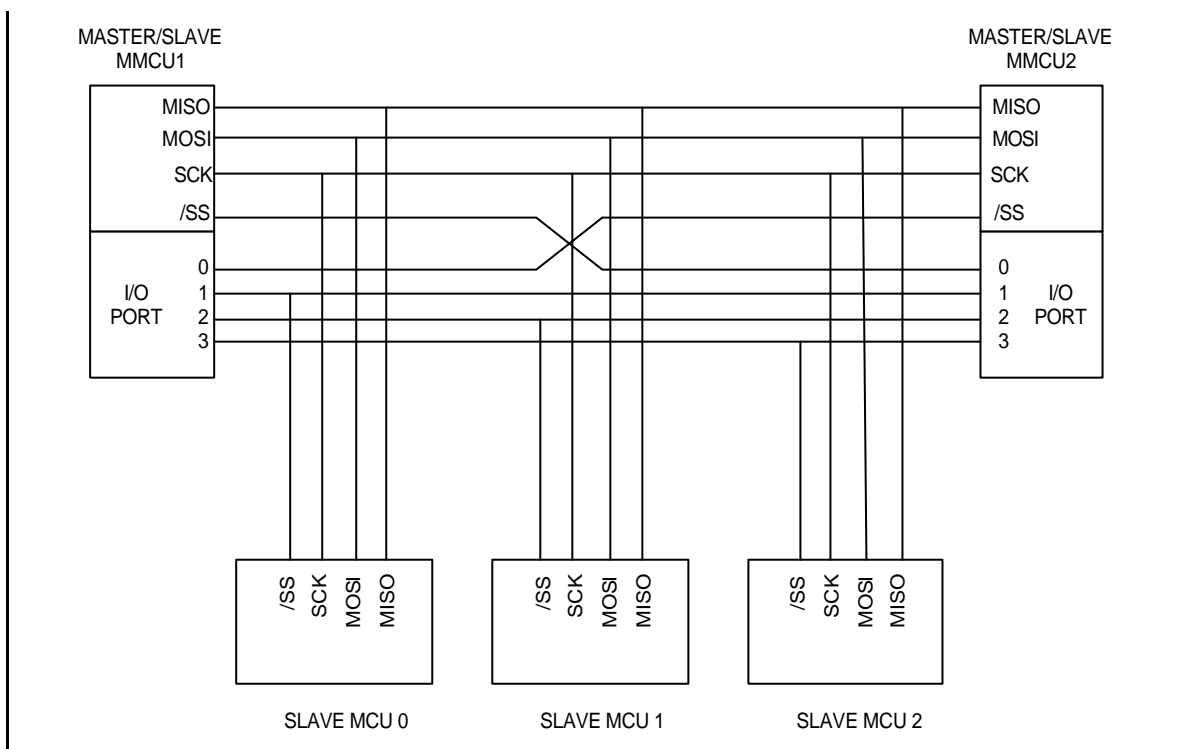 MASTER/SLAVE
MMCU1
MASTER/SLAVE
MMCU2
MISO
MOSI
SCK
/SS
0
1
2
3
I/O
PORT
MISO
MOSI
SCK
/SS
0
1
2
3
I/O
PORT
/SS
SCK
MOSI
MISO
/SS
SCK
MOSI
MISO
/SS
SCK
MOSI
MISO
SLAVE MCU 0
SLAVE MCU 1
SLAVE MCU 2